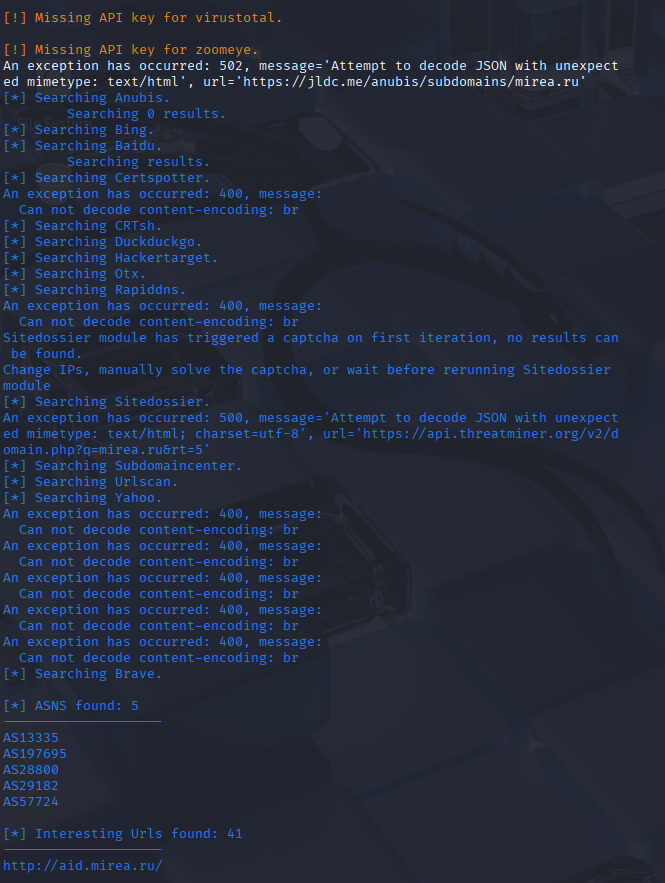 [!] Missing API key for virustotal.
[!] Missing API key for zoomeye.
An exception has occurred: 502, message='Attempt to decode JSON with unexpect
ed mimetype: text/html', url='https://jldc.me/anubis/subdomains/mirea.ru'
[*] Searching Anubis.
Searching 0 results.
[*] Searching Bing.
[*] Searching Baidu.
Searching results.
[*] Searching Certspotter.
An exception has occurred: 400, message:
Can not decode content-encoding: br
[*] Searching CRTsh.
[*] Searching Duckduckgo.
[*] Searching Hackertarget.
[*] Searching Otx.
[*] Searching Rapiddns.
An exception has occurred: 400, message:
Can not decode content-encoding: br
Sitedossier module has triggered a captcha on first iteration, no results can
be found.
Change IPs, manually solve the captcha, or wait before rerunning Sitedossier
module
[*] Searching Sitedossier.
An exception has occurred: 500, message='Attempt to decode JSON with unexpect
ed mimetype: text/html; charset=utf-8', url='https://api.threatminer.org/v2/d
omain.php?q=mirea.ru&rt=5'
[*] Searching Subdomaincenter.
[*] Searching Urlscan.
[*] Searching Yahoo.
An exception has occurred: 400, message:
Can not decode content-encoding: br
An exception has occurred: 400, message:
Can not decode content-encoding: br
An exception has occurred: 400, message:
Can not decode content-encoding: br
An exception has occurred: 400, message:
Can not decode content-encoding: br
An exception has occurred: 400, message:
Can not decode content-encoding: br
[*] Searching Brave.
[*] ASNS found: 5
--------------------
AS13335
AS197695
AS28800
AS29182
AS57724
[*] Interesting Urls found: 41
--------------------
http://aid.mirea.ru/